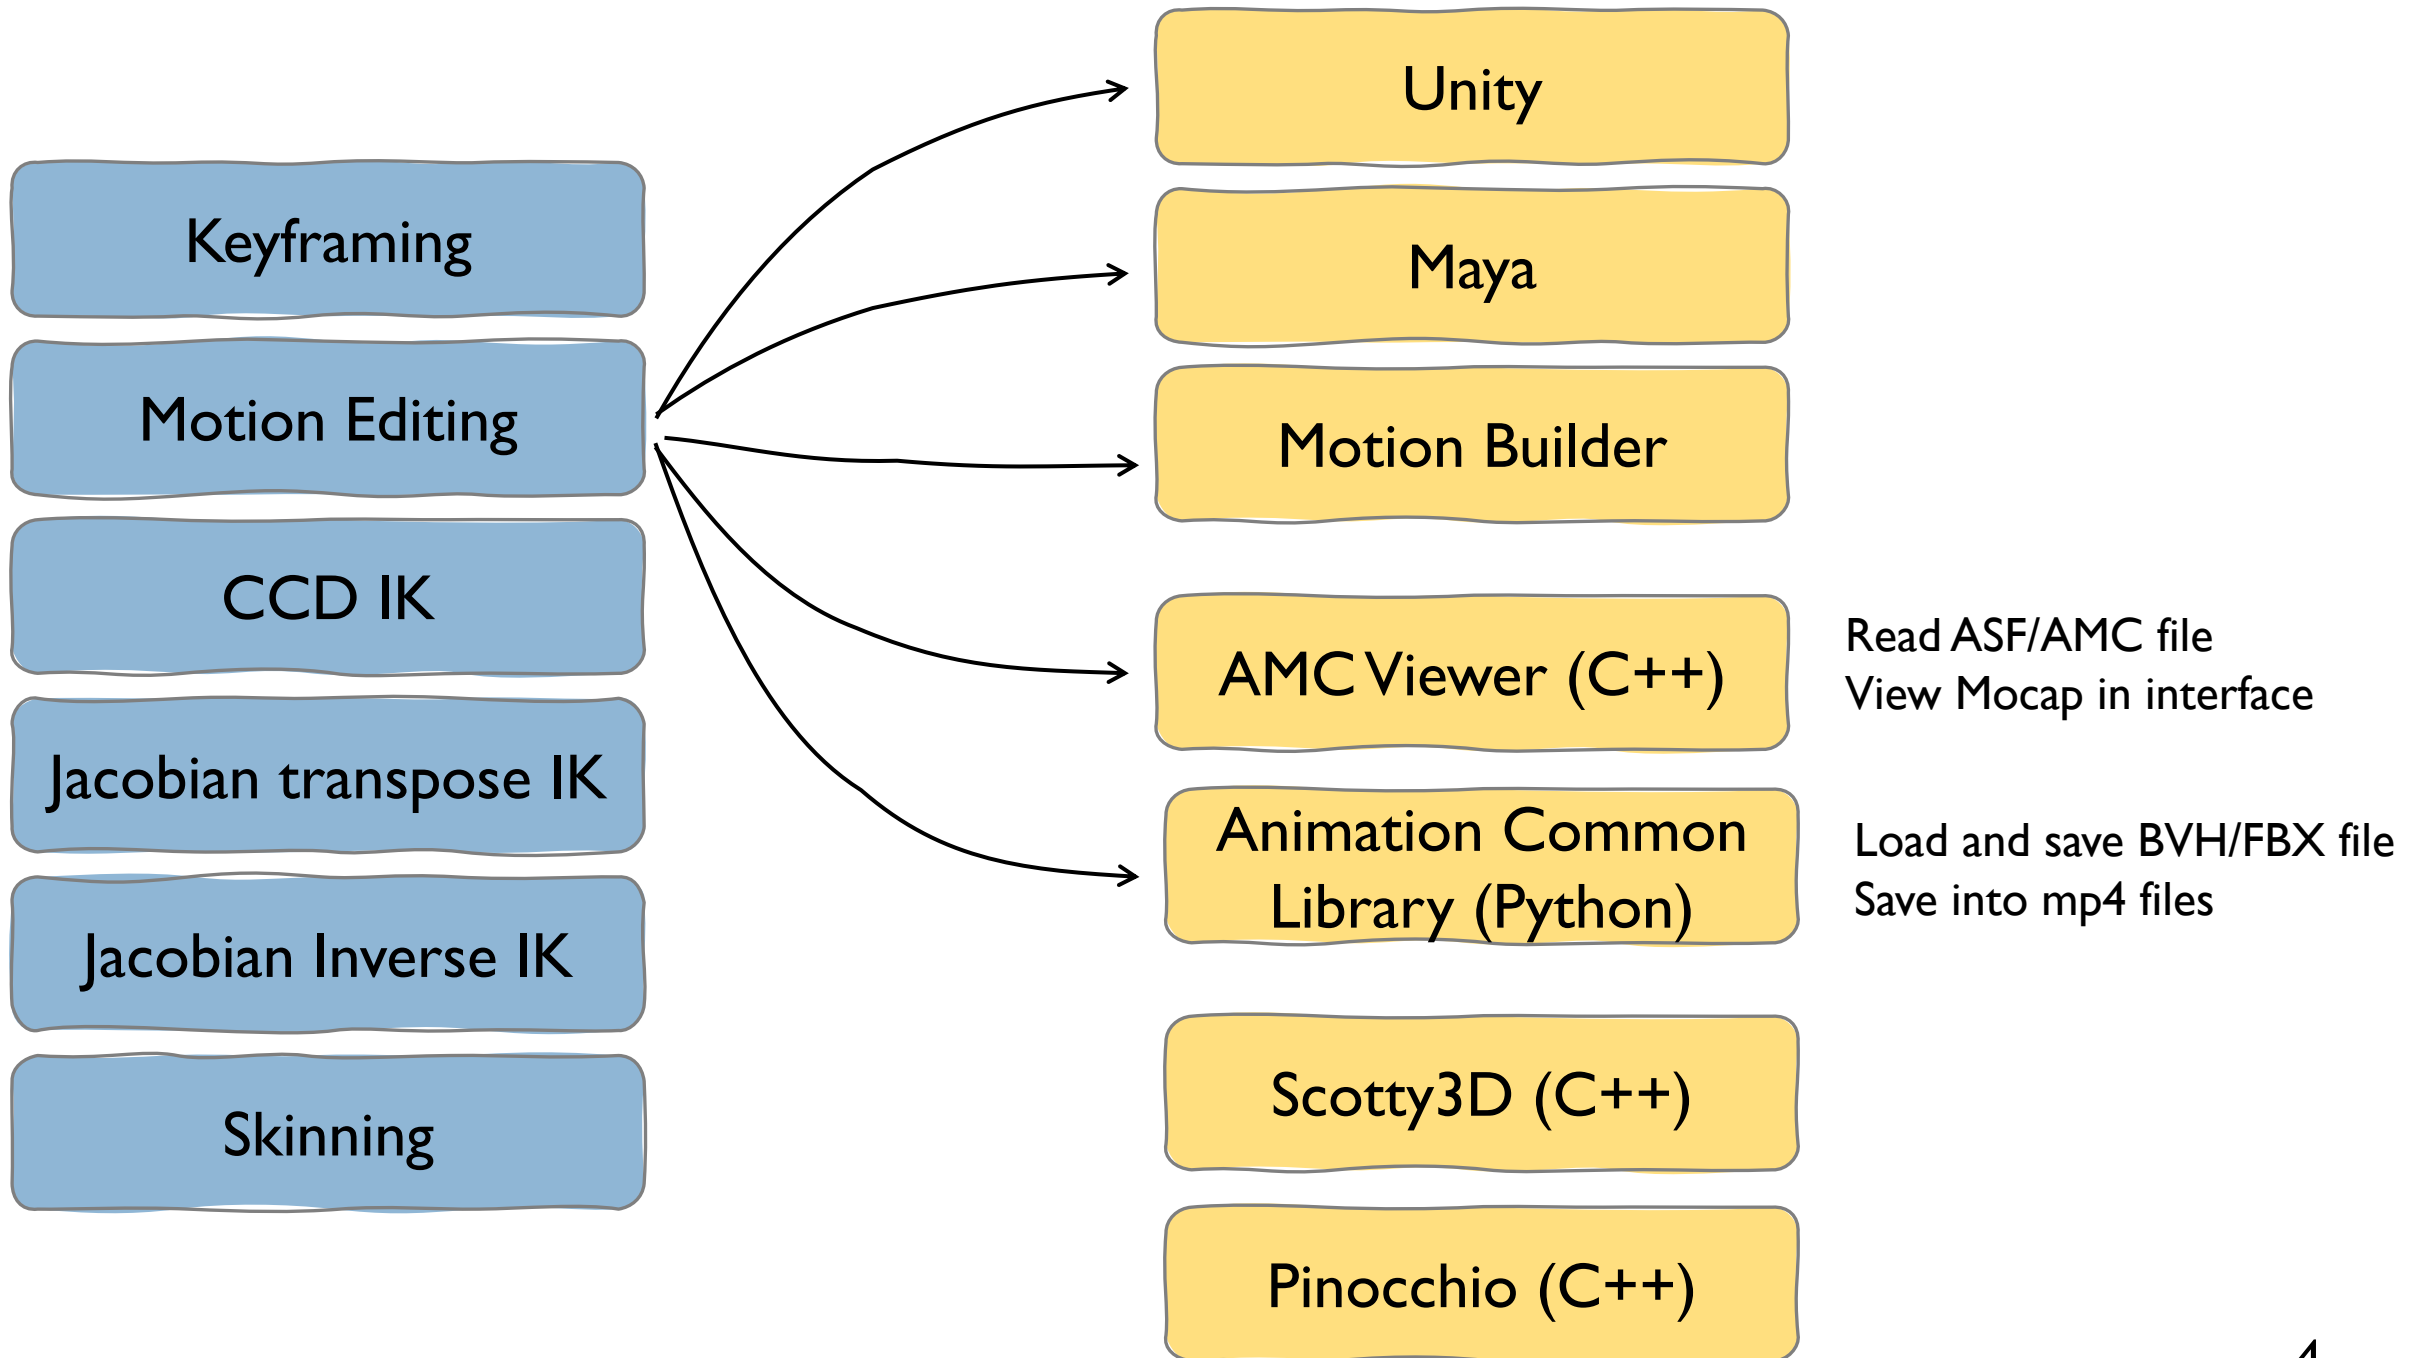 Keyframing
Motion Editing
CCD IK
Jacobian transpose IK
Jacobian Inverse IK
Skinning
Unity
Maya
Motion Builder
AMC Viewer (C++)
Read ASF/AMC file
View Mocap in interface
Animation Common
Library (Python)
Load and save BVH/FBX file
Save into mp4 files
Scotty3D (C++)
Pinocchio (C++)